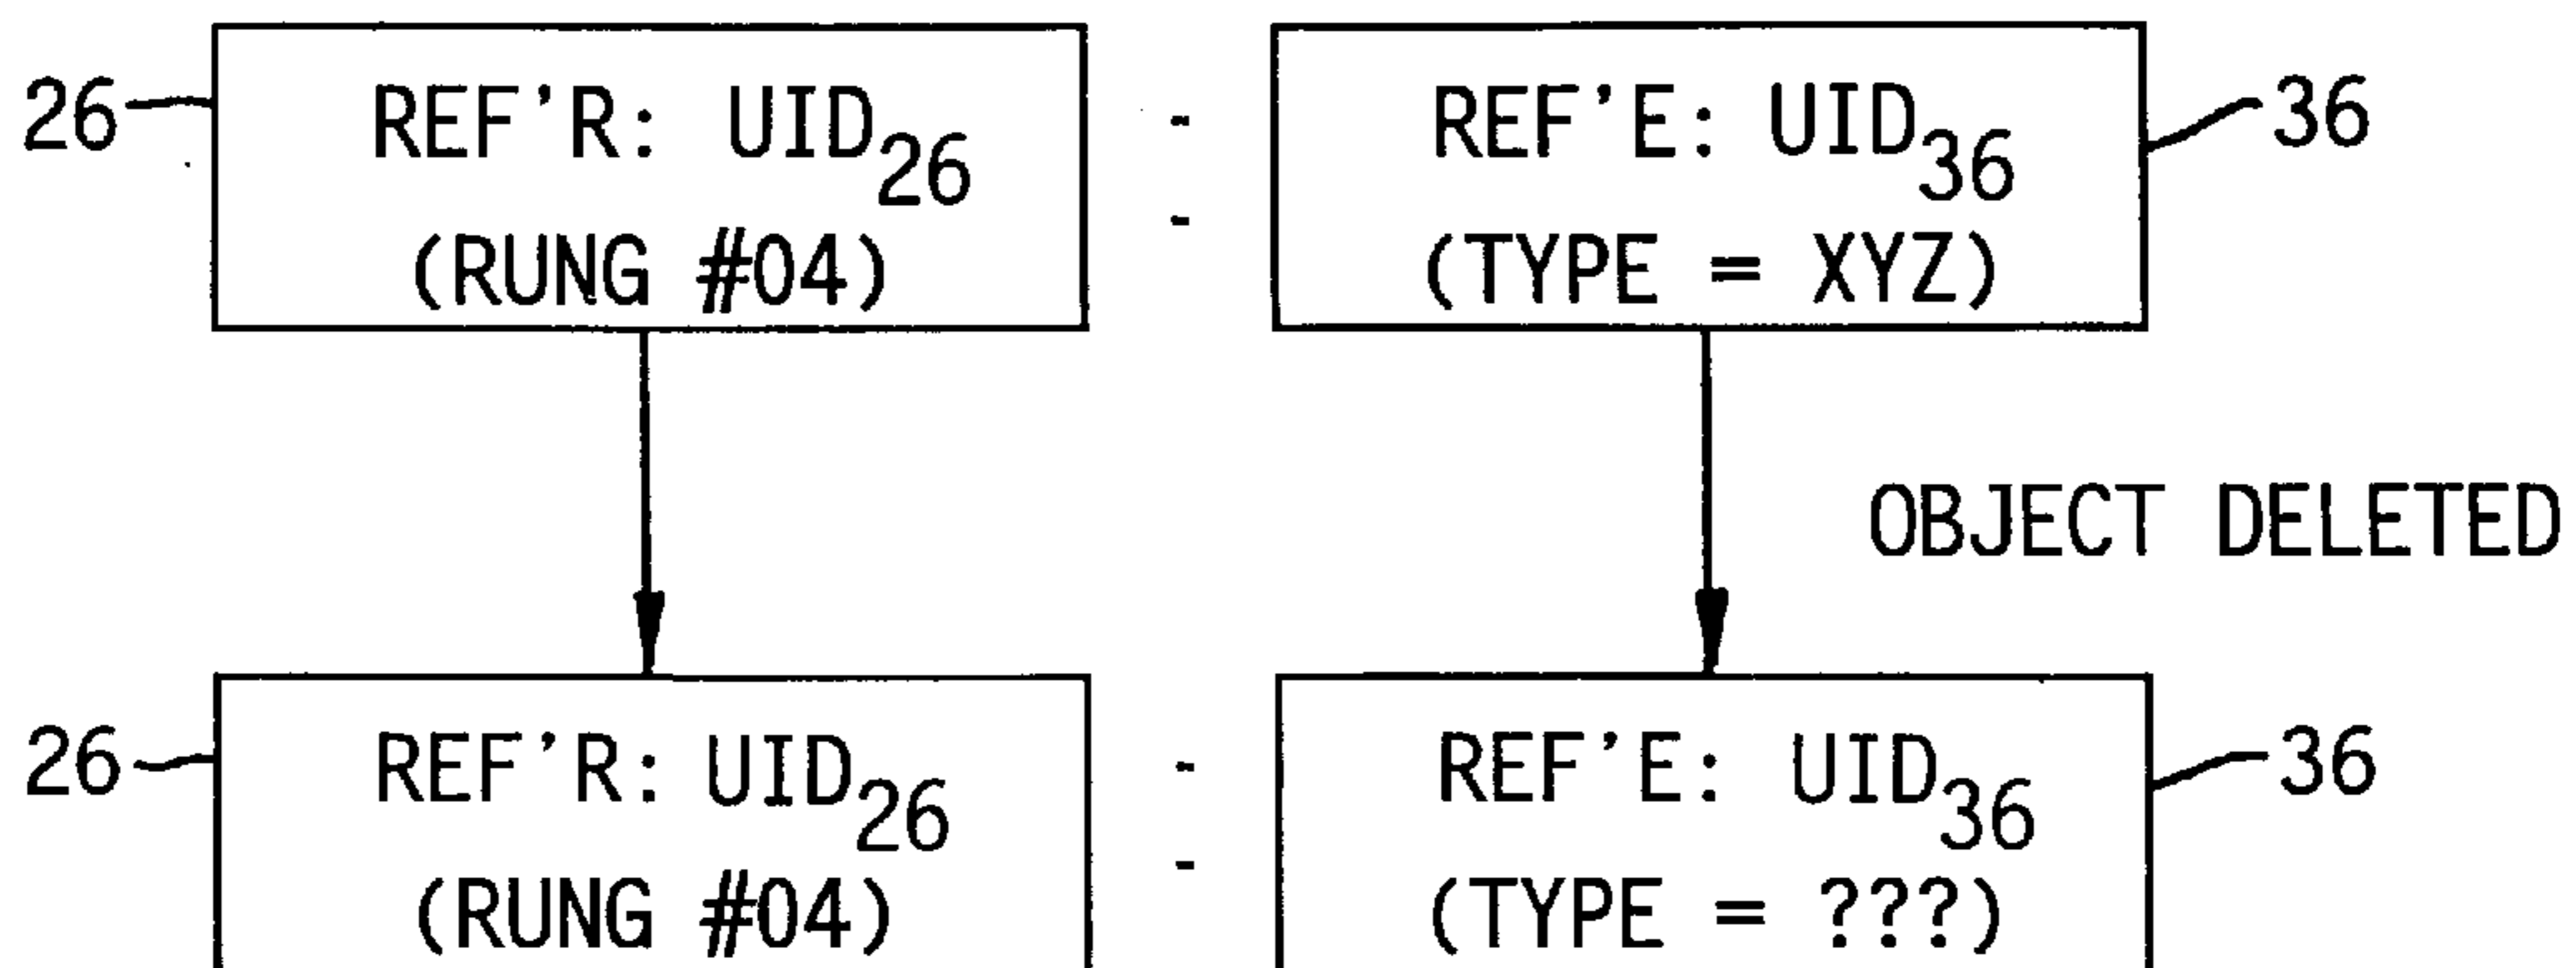 26
REF'R: UID26
(RUNG #04)
-
-
REF'E: UID36
(TYPE = XYZ)
36
OBJECT DELETED
26
REF'R: UID26
(RUNG #04)
-
-
REF'E: UID36
(TYPE = ???)
36